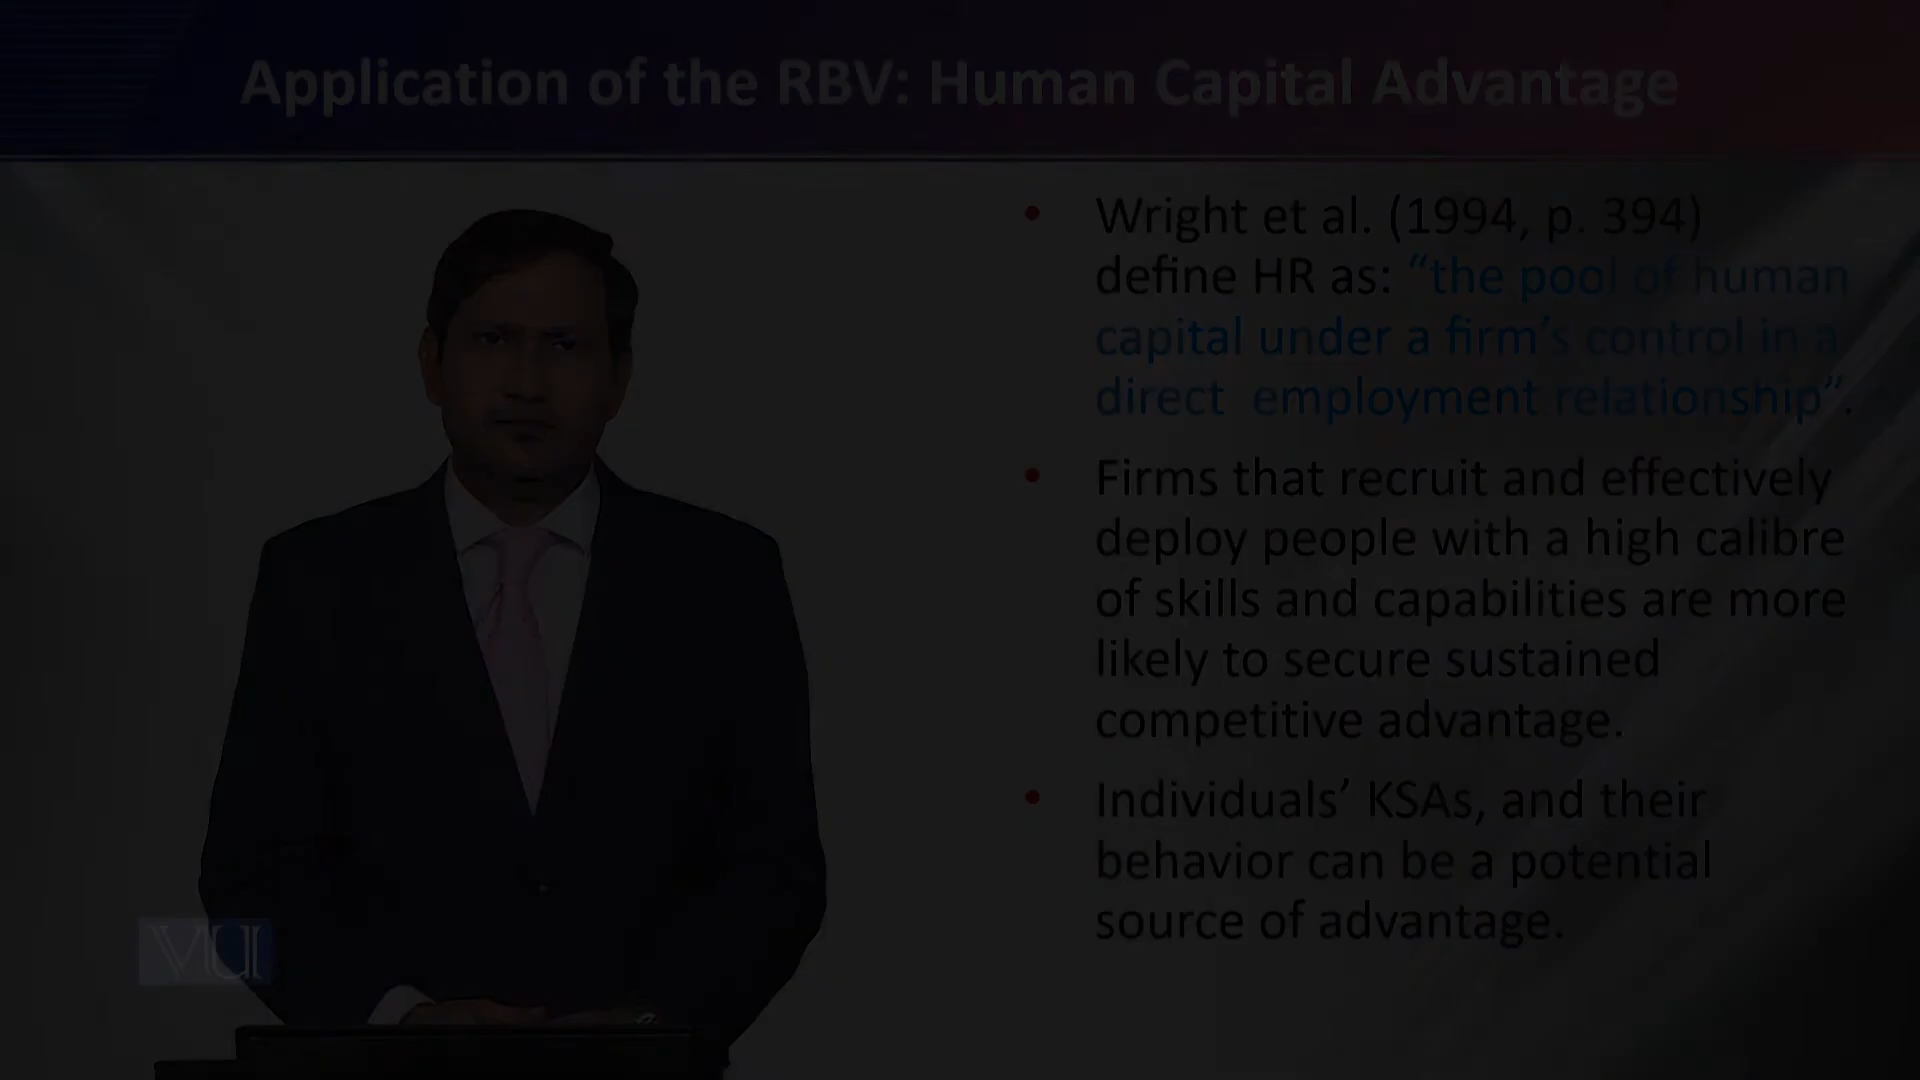 Application of the RBV: Human Capital Advantage
• Wright et al. (1994, p. 394)
define HR as: “the pool of human
capital under a firm’s control in a
direct employment relationship”.
• Firms that recruit and effectively
deploy people with a high calibre
of skills and capabilities are more
likely to secure sustained
competitive advantage.
• Individuals’ KSAs, and their
behavior can be a potential
source of advantage.
VU